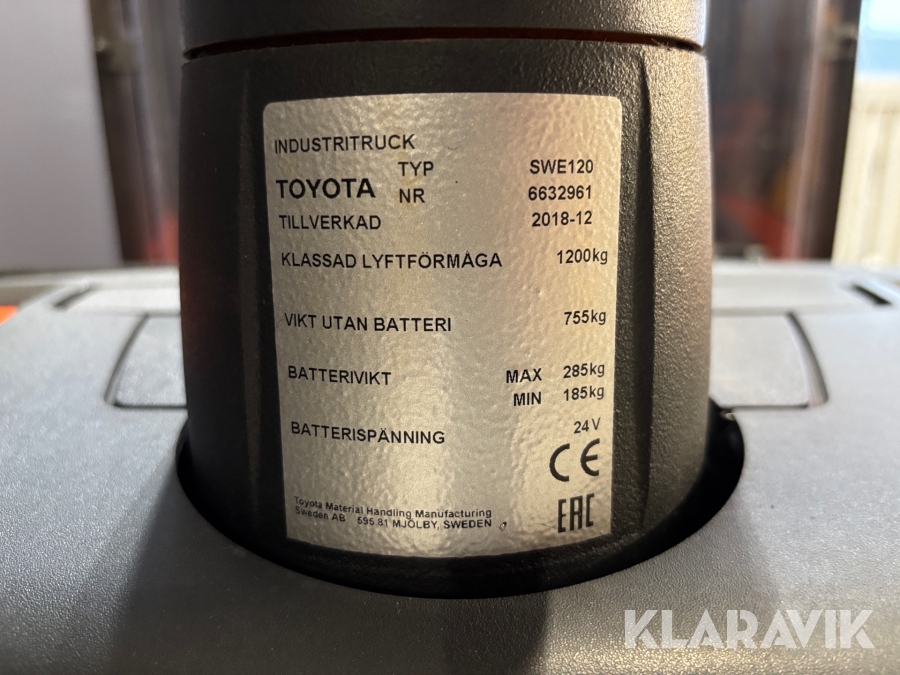 INDUSTRITRUCK
TYP SWE120
TOYOTA NR 6632961
TILLVERKAD 2018-12
KLASSAD LYFTFÖRMÅGA 1200kg
VIKT UTAN BATTERI 755kg
BATTERIVIKT MAX 285kg
MIN 185kg
BATTERISPÄNNING 24V
CE
Toyota Material Handling Manufacturing
Sweden AB 595 81 MJÖLBY, SWEDEN
EAC
KLARAVIK